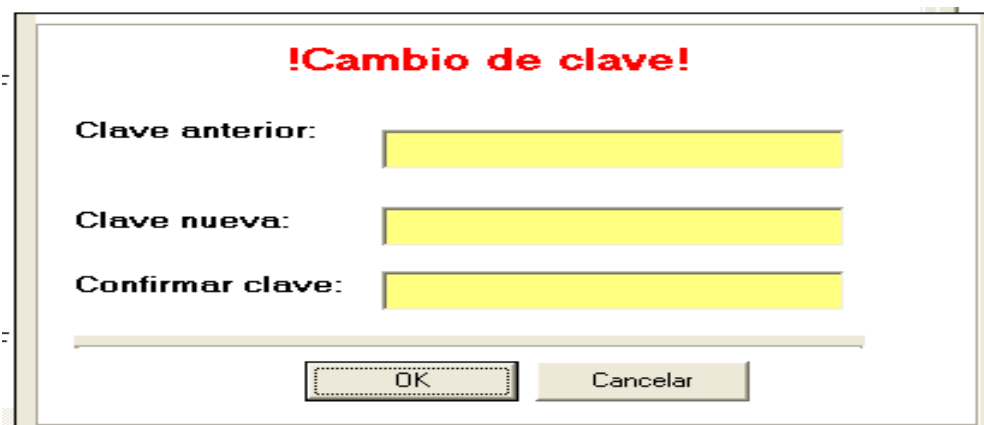 !Cambio de clave!
Clave anterior:
Clave nueva:
Confirmar clave:
OK Cancelar